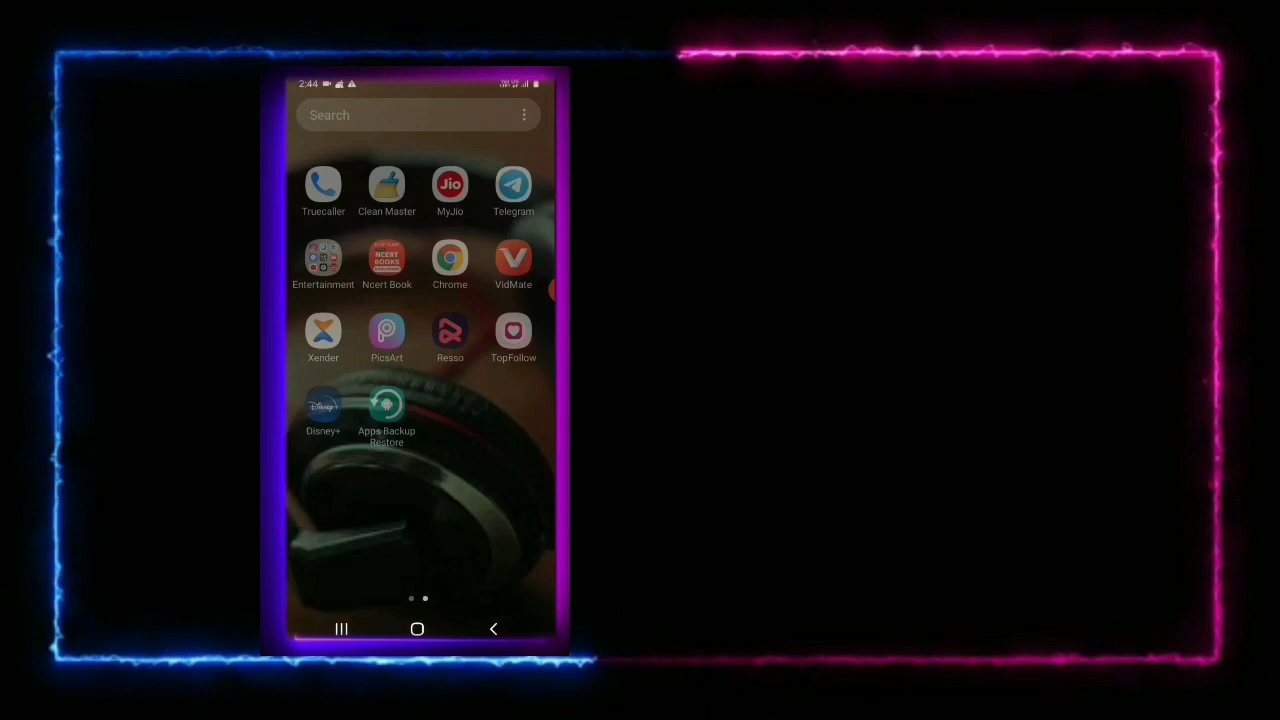 2:44
Search
Truecaller
Clean Master
Jio
MyJio
Telegram
Entertainment
NCERT
BOOKS
Ncert Book
Chrome
VidMate
Xender
PicsArt
Resso
TopFollow
Disney+
Disney+
Apps Backup
Restore